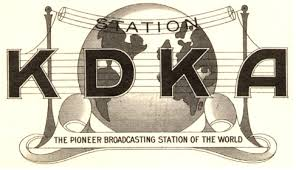 STATION
KDKA
THE PIONEER BROADCASTING STATION OF THE WORLD